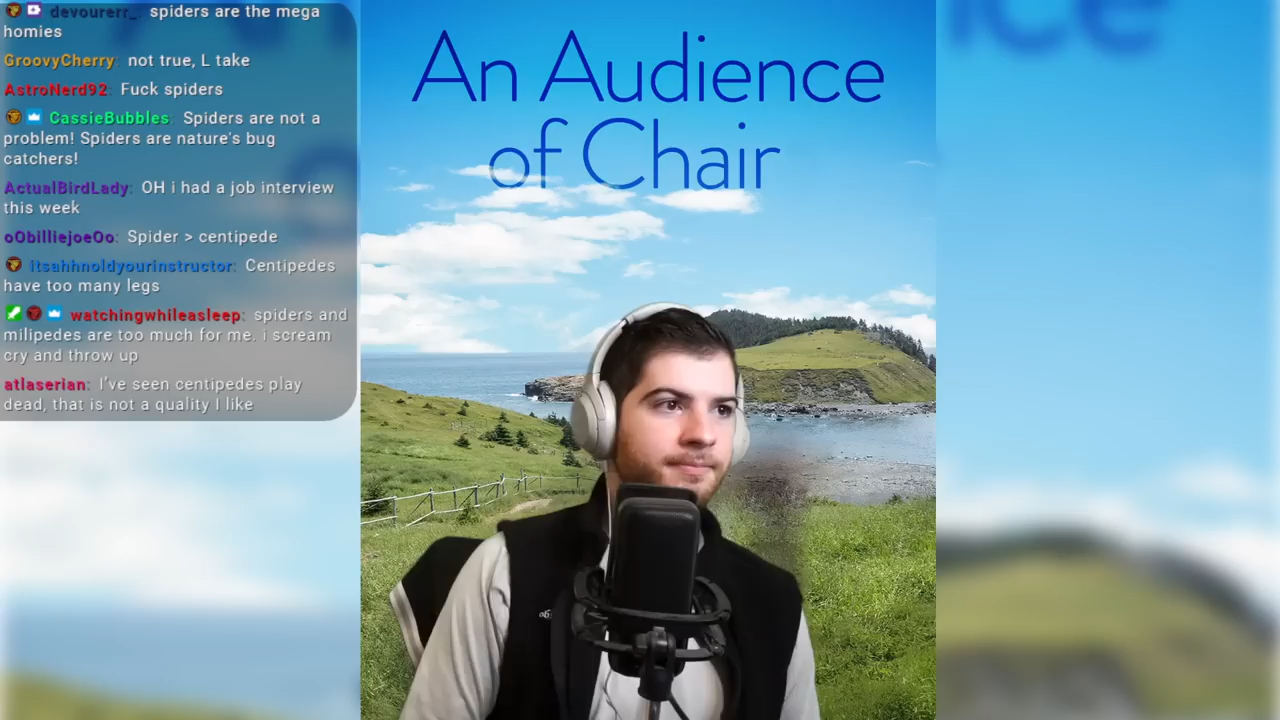 devourerr_: spiders are the mega
homies
GroovyCherry: not true, L take
AstroNerd92: Fuck spiders
CassieBubbles: Spiders are not a
problem! Spiders are nature's bug
catchers!
ActualBirdLady: OH i had a job interview
this week
oObilliejoeOo: Spider > centipede
itsahhnoldyourinstructor: Centipedes
have too many legs
watchingwhileasleep: spiders and
milipedes are too much for me. i scream
cry and throw up
atlaserian: I've seen centipedes play
dead, that is not a quality I like
An Audience
of Chair